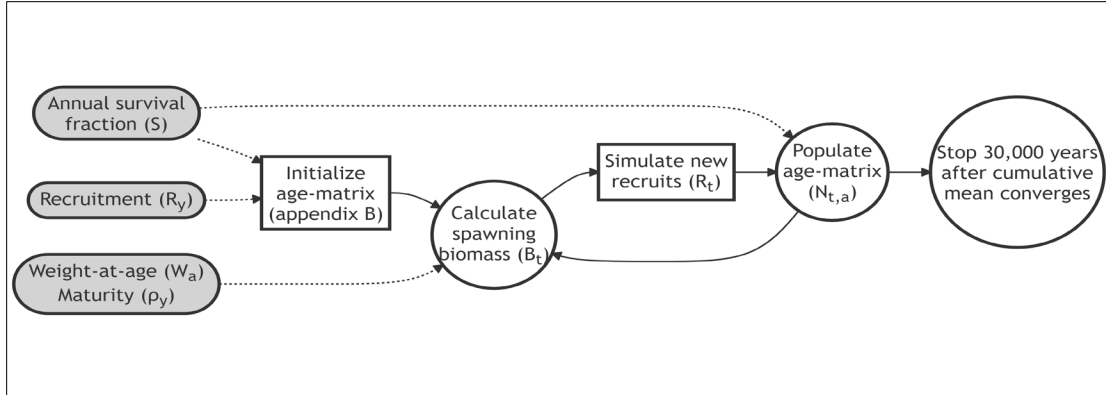 Annual survival
fraction (S)
Recruitment (Ry)
Weight-at-age (Wa)
Maturity (ρy)
Initialize
age-matrix
(appendix B)
Calculate
spawning
biomass (Bt)
Simulate new
recruits (Rt)
Populate
age-matrix
(Nt,a)
Stop 30,000 years
after cumulative
mean converges